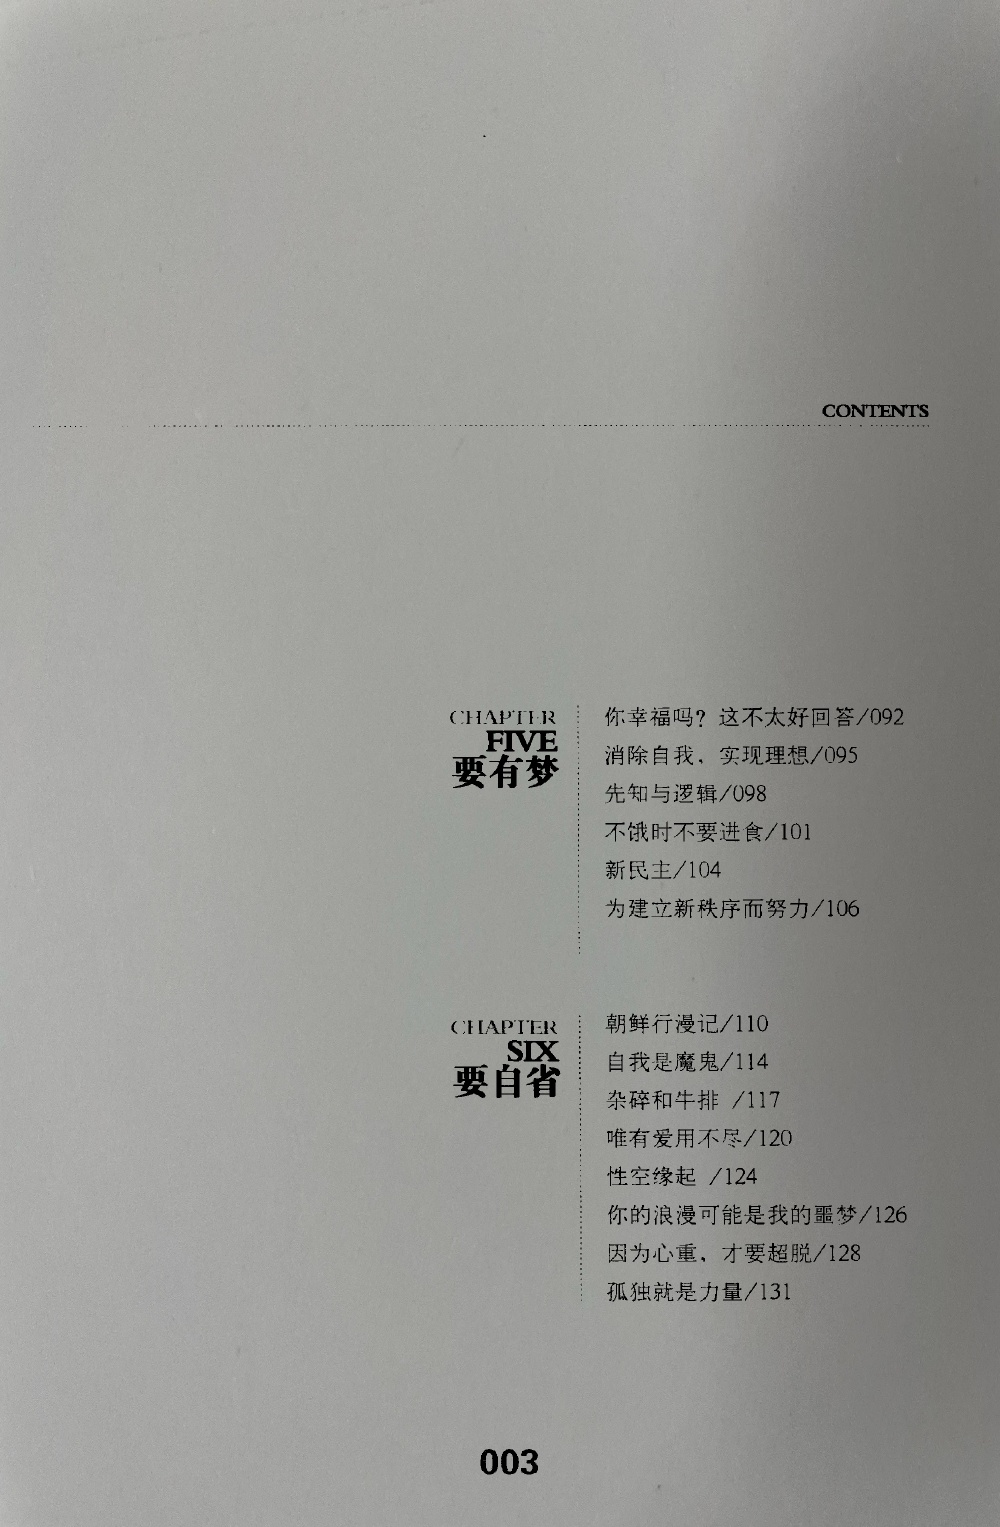 CONTENTS
CHAPTER
FIVE
要有梦
你幸福吗？这不太好回答/092
消除自我，实现理想/095
先知与逻辑/098
不饿时不要进食/101
新民主/104
为建立新秩序而努力/106
CHAPTER
SIX
要自省
朝鲜行漫记/110
自我是魔鬼/114
杂碎和牛排 /117
唯有爱用不尽/120
性空缘起 /124
你的浪漫可能是我的噩梦/126
因为心重，才要超脱/128
孤独就是力量/131
003